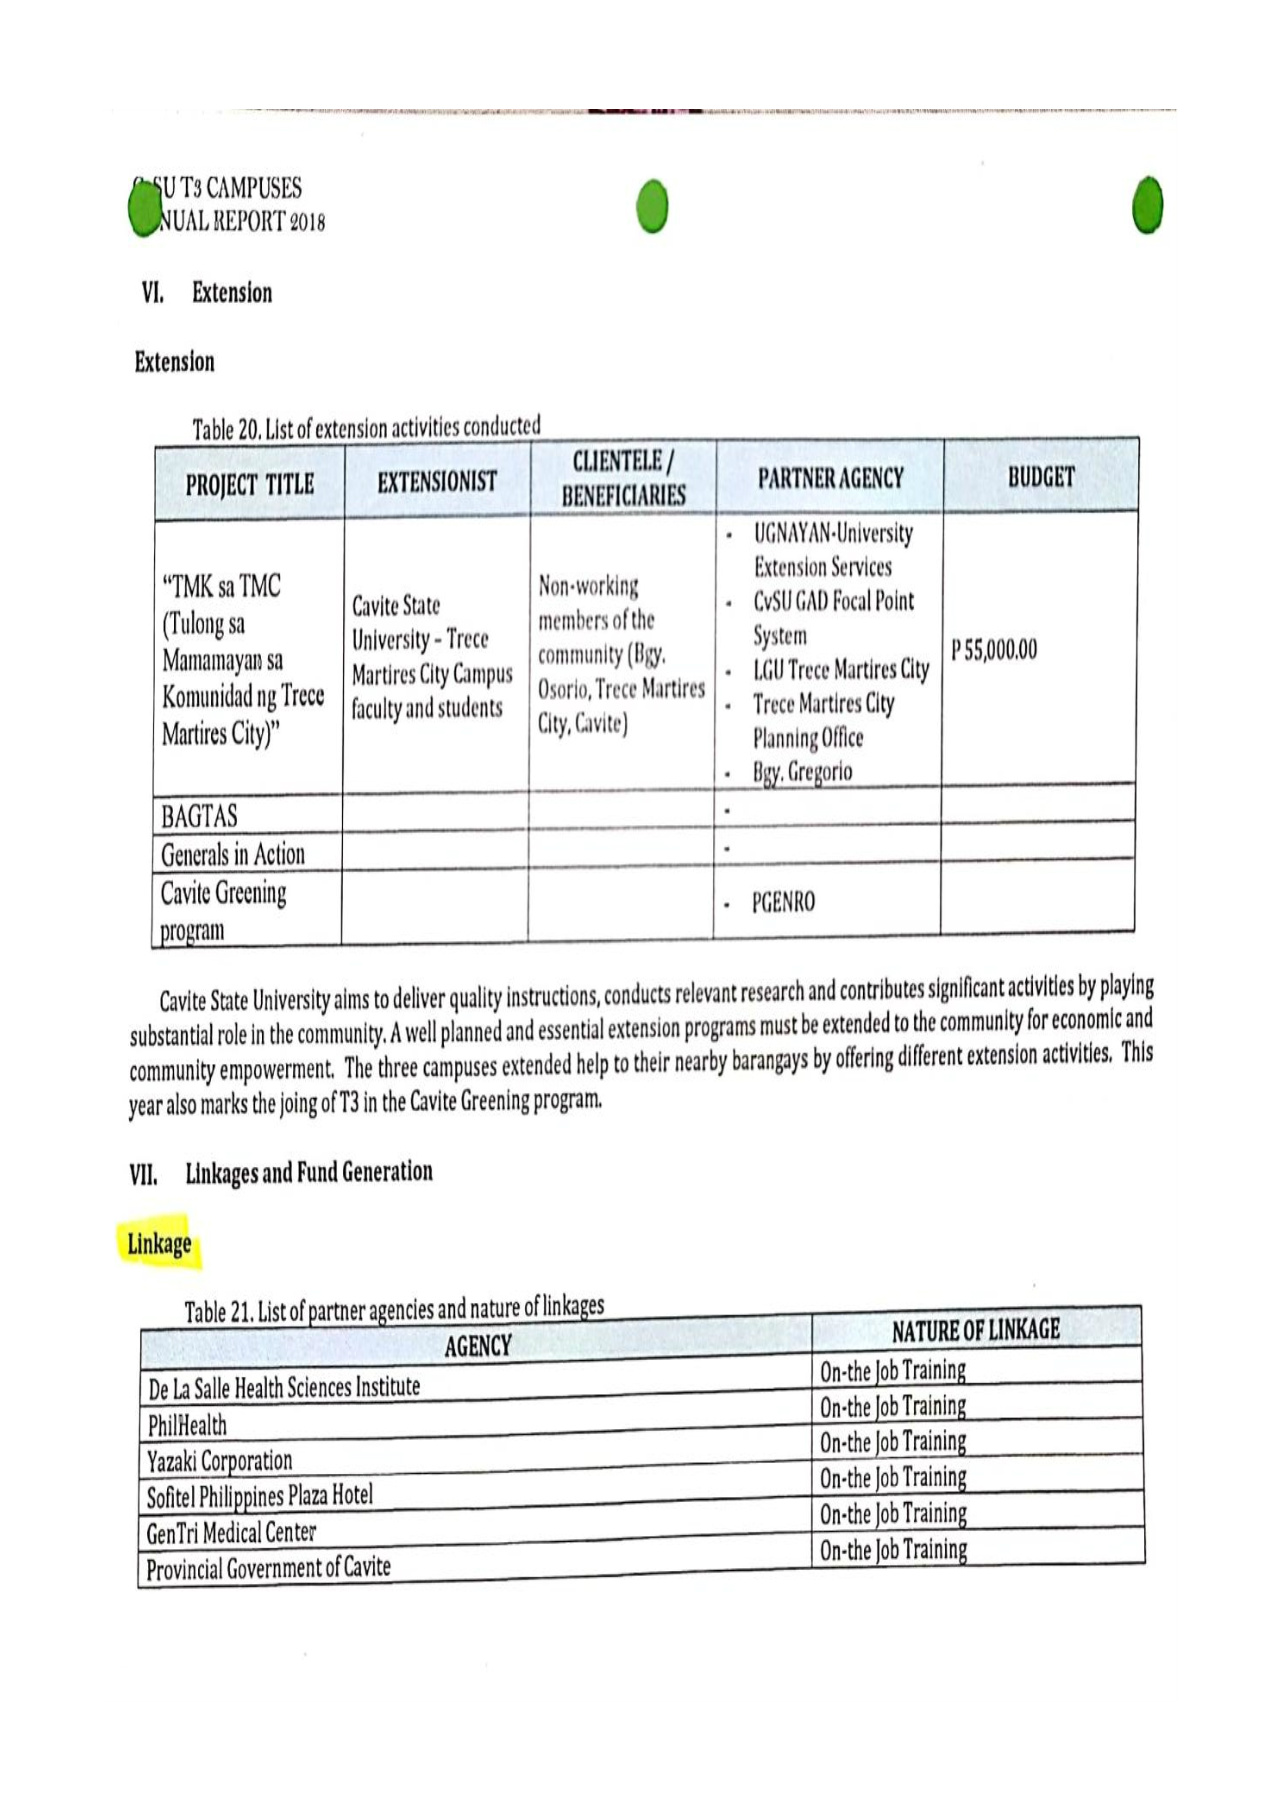 SU T3 CAMPUSES
NUAL REPORT 2018
VI. Extension
Extension
Table 20. List of extension activities conducted
PROJECT TITLE
EXTENSIONIST
CLIENTELE /
BENEFICIARIES
PARTNER AGENCY
BUDGET
“TMK sa TMC
(Tulong sa
Mamamayan sa
Komunidad ng Trece
Martires City)”
Cavite State
University – Trece
Martires City Campus
faculty and students
Non-working
members of the
community (Bgy.
Osorio, Trece Martires
City, Cavite)
- UGNAYAN-University
Extension Services
- CvSU GAD Focal Point
System
- LGU Trece Martires City
- Trece Martires City
Planning Office
- Bgy. Gregorio
P 55,000.00
BAGTAS
-
Generals in Action
-
Cavite Greening
program
- PGENRO
Cavite State University aims to deliver quality instructions, conducts relevant research and contributes significant activities by playing
substantial role in the community. A well planned and essential extension programs must be extended to the community for economic and
community empowerment. The three campuses extended help to their nearby barangays by offering different extension activities. This
year also marks the joing of T3 in the Cavite Greening program.
VII. Linkages and Fund Generation
Linkage
Table 21. List of partner agencies and nature of linkages
AGENCY NATURE OF LINKAGE
De La Salle Health Sciences Institute On-the Job Training
PhilHealth On-the Job Training
Yazaki Corporation On-the Job Training
Sofitel Philippines Plaza Hotel On-the Job Training
GenTri Medical Center On-the Job Training
Provincial Government of Cavite On-the Job Training